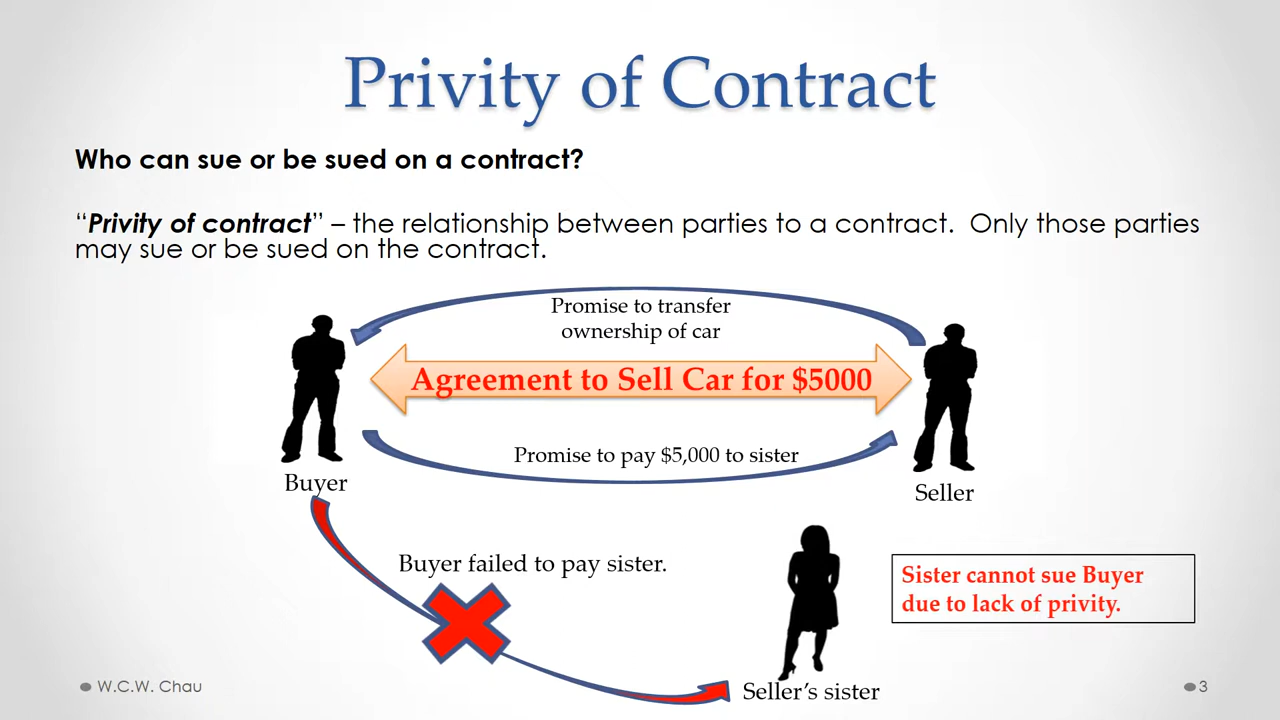 Privity of Contract
Who can sue or be sued on a contract?
“Privity of contract” – the relationship between parties to a contract.  Only those parties
may sue or be sued on the contract.
Promise to transfer
ownership of car
Agreement to Sell Car for $5000
Promise to pay $5,000 to sister
Buyer
Seller
Buyer failed to pay sister.
Sister cannot sue Buyer
due to lack of privity.
Seller’s sister
W.C.W. Chau
3